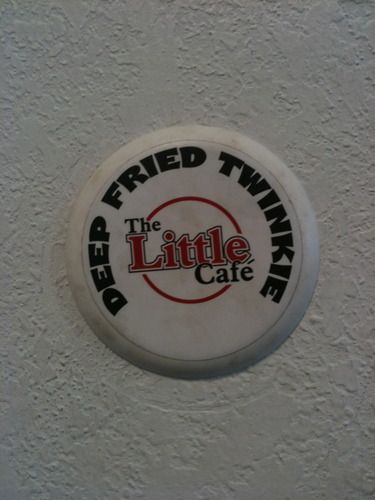 DEEP FRIED TWINKIE
The
Little
Café